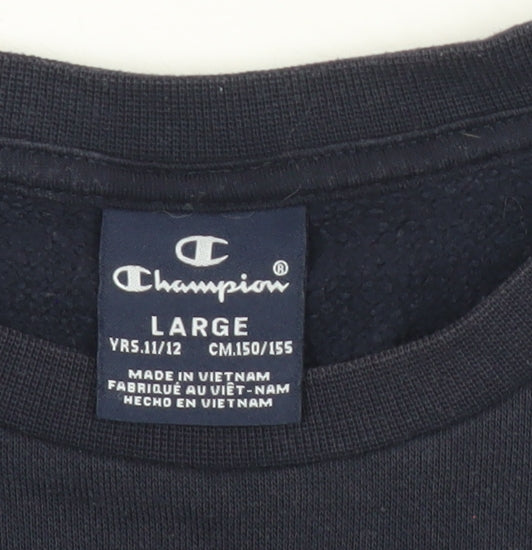 Champion®
LARGE
YRS.11/12 CM.150/155
MADE IN VIETNAM
FABRIQUÉ AU VIÊT-NAM
HECHO EN VIETNAM